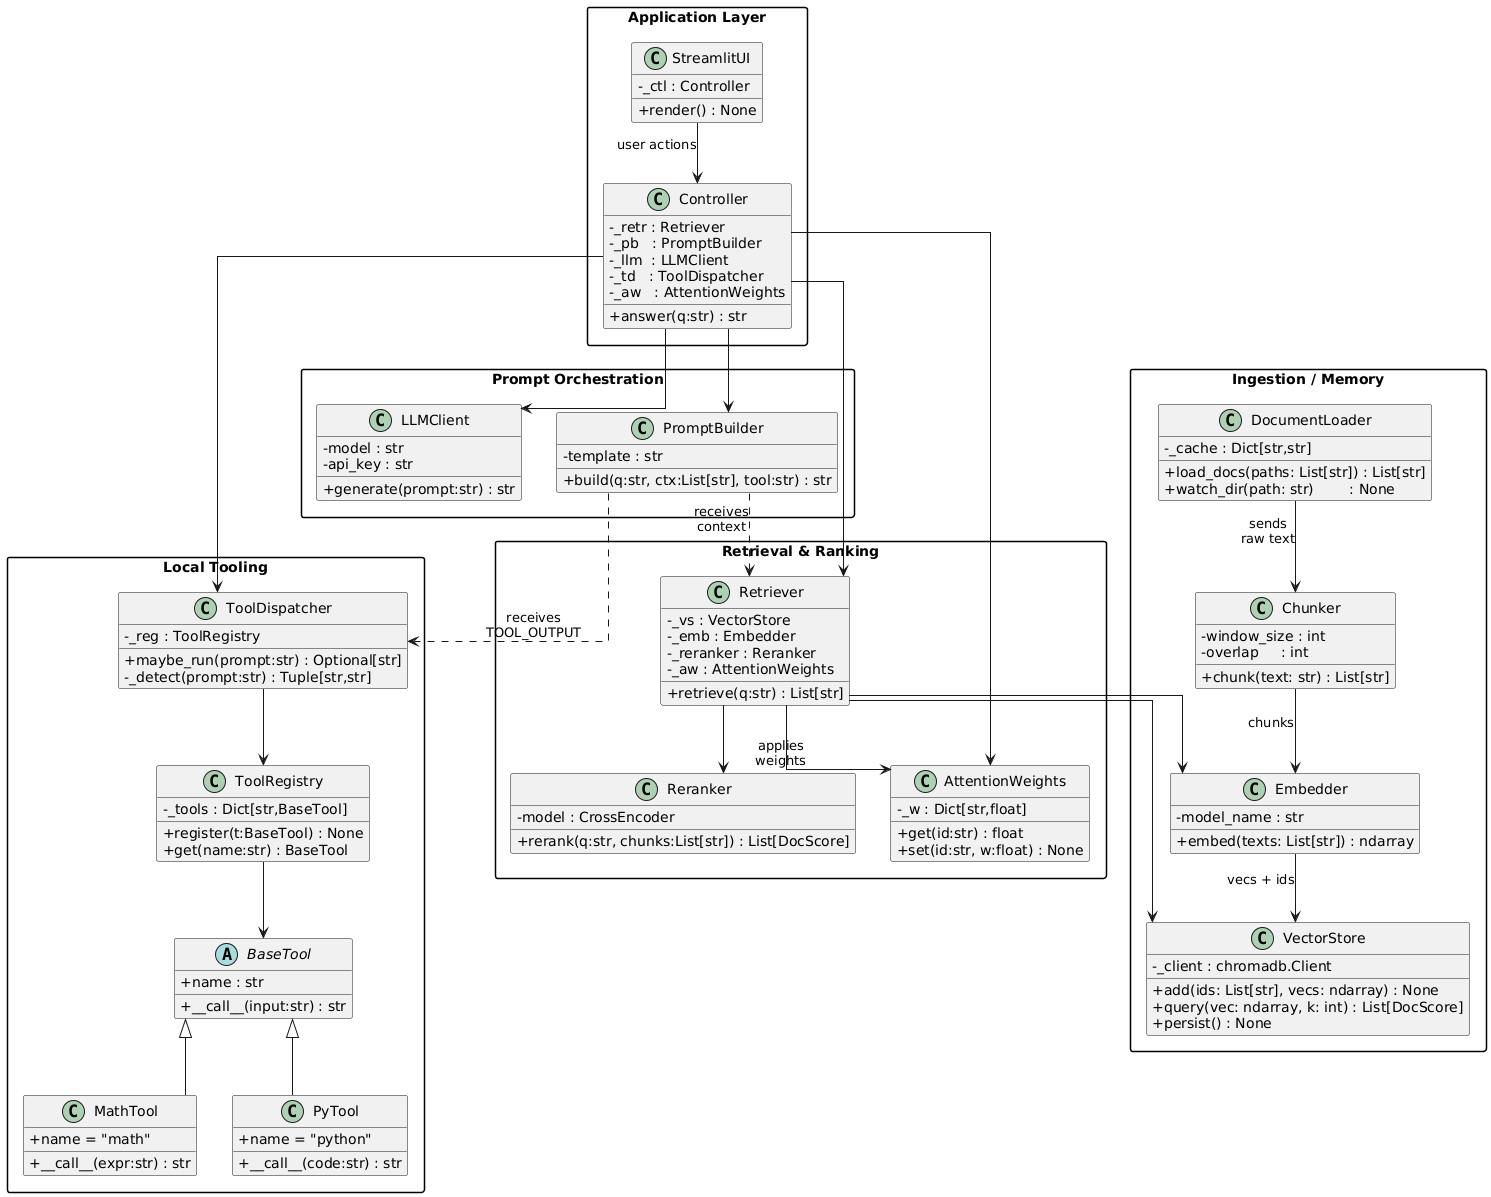 Application Layer
C StreamlitUI
-_ctl : Controller
+render() : None
user actions
C Controller
-_retr : Retriever
-_pb   : PromptBuilder
-_llm  : LLMClient
-_td   : ToolDispatcher
-_aw   : AttentionWeights
+answer(q:str) : str
Prompt Orchestration
C LLMClient
-model : str
-api_key : str
+generate(prompt:str) : str
C PromptBuilder
-template : str
+build(q:str, ctx:List[str], tool:str) : str
receives
context
receives
TOOL_OUTPUT
Local Tooling
C ToolDispatcher
-_reg : ToolRegistry
+maybe_run(prompt:str) : Optional[str]
-_detect(prompt:str) : Tuple[str,str]
C ToolRegistry
-_tools : Dict[str,BaseTool]
+register(t:BaseTool) : None
+get(name:str) : BaseTool
A BaseTool
+name : str
+__call__(input:str) : str
C MathTool
+name = "math"
+__call__(expr:str) : str
C PyTool
+name = "python"
+__call__(code:str) : str
Retrieval & Ranking
C Retriever
-_vs : VectorStore
-_emb : Embedder
-_reranker : Reranker
-_aw : AttentionWeights
+retrieve(q:str) : List[str]
applies
weights
C Reranker
-model : CrossEncoder
+rerank(q:str, chunks:List[str]) : List[DocScore]
C AttentionWeights
-_w : Dict[str,float]
+get(id:str) : float
+set(id:str, w:float) : None
Ingestion / Memory
C DocumentLoader
-_cache : Dict[str,str]
+load_docs(paths: List[str]) : List[str]
+watch_dir(path: str)        : None
sends
raw text
C Chunker
-window_size : int
-overlap     : int
+chunk(text: str) : List[str]
chunks
C Embedder
-model_name : str
+embed(texts: List[str]) : ndarray
vecs + ids
C VectorStore
-_client : chromadb.Client
+add(ids: List[str], vecs: ndarray) : None
+query(vec: ndarray, k: int) : List[DocScore]
+persist() : None